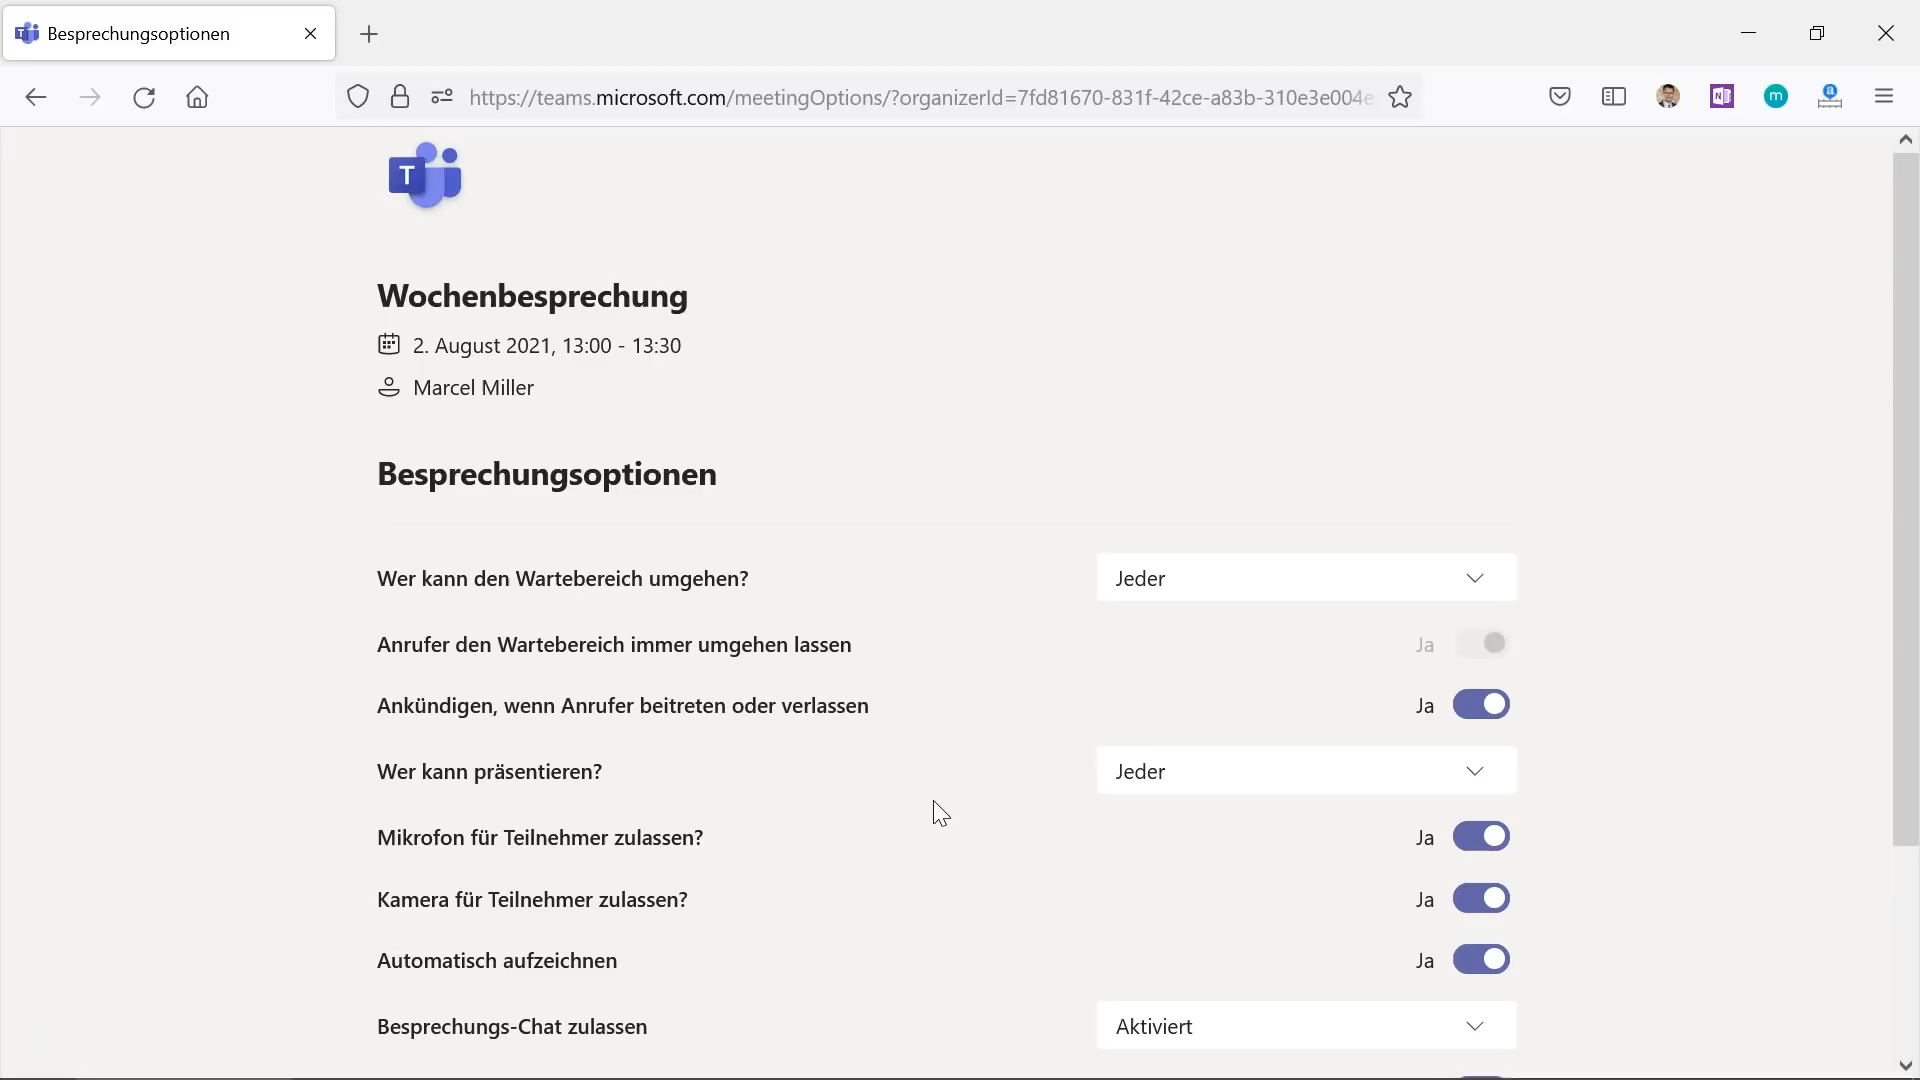 Besprechungsoptionen
https://teams.microsoft.com/meetingOptions/?organizerId=7fd81670-831f-42ce-a83b-310e3e004e
N
m
a
T
Wochenbesprechung
2. August 2021, 13:00 - 13:30
Marcel Miller
Besprechungsoptionen
Wer kann den Wartebereich umgehen? Jeder
Anrufer den Wartebereich immer umgehen lassen Ja
Ankündigen, wenn Anrufer beitreten oder verlassen Ja
Wer kann präsentieren? Jeder
Mikrofon für Teilnehmer zulassen? Ja
Kamera für Teilnehmer zulassen? Ja
Automatisch aufzeichnen Ja
Besprechungs-Chat zulassen Aktiviert